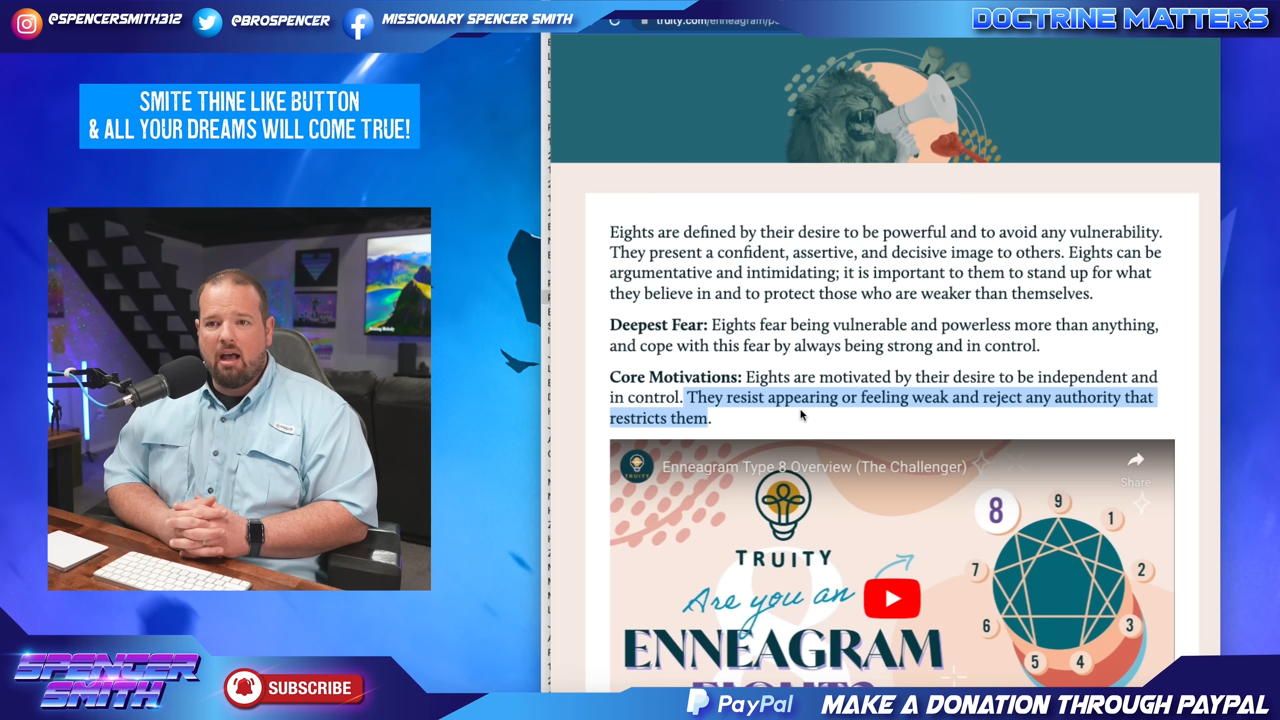 @SPENCERSMITH312
@BROSPENCER
MISSIONARY SPENCER SMITH
DOCTRINE MATTERS
SMITE THINE LIKE BUTTON
& ALL YOUR DREAMS WILL COME TRUE!
Eights are defined by their desire to be powerful and to avoid any vulnerability.
They present a confident, assertive, and decisive image to others. Eights can be
argumentative and intimidating; it is important to them to stand up for what
they believe in and to protect those who are weaker than themselves.
Deepest Fear: Eights fear being vulnerable and powerless more than anything,
and cope with this fear by always being strong and in control.
Core Motivations: Eights are motivated by their desire to be independent and
in control. They resist appearing or feeling weak and reject any authority that
restricts them.
TRUITY
Enneagram Type 8 Overview (The Challenger)
Share
TRUITY
Are you an
ENNEAGRAM
8
9
1
2
3
4
5
6
7
SPENCER
SMITH
SUBSCRIBE
PayPal
MAKE A DONATION THROUGH PAYPAL